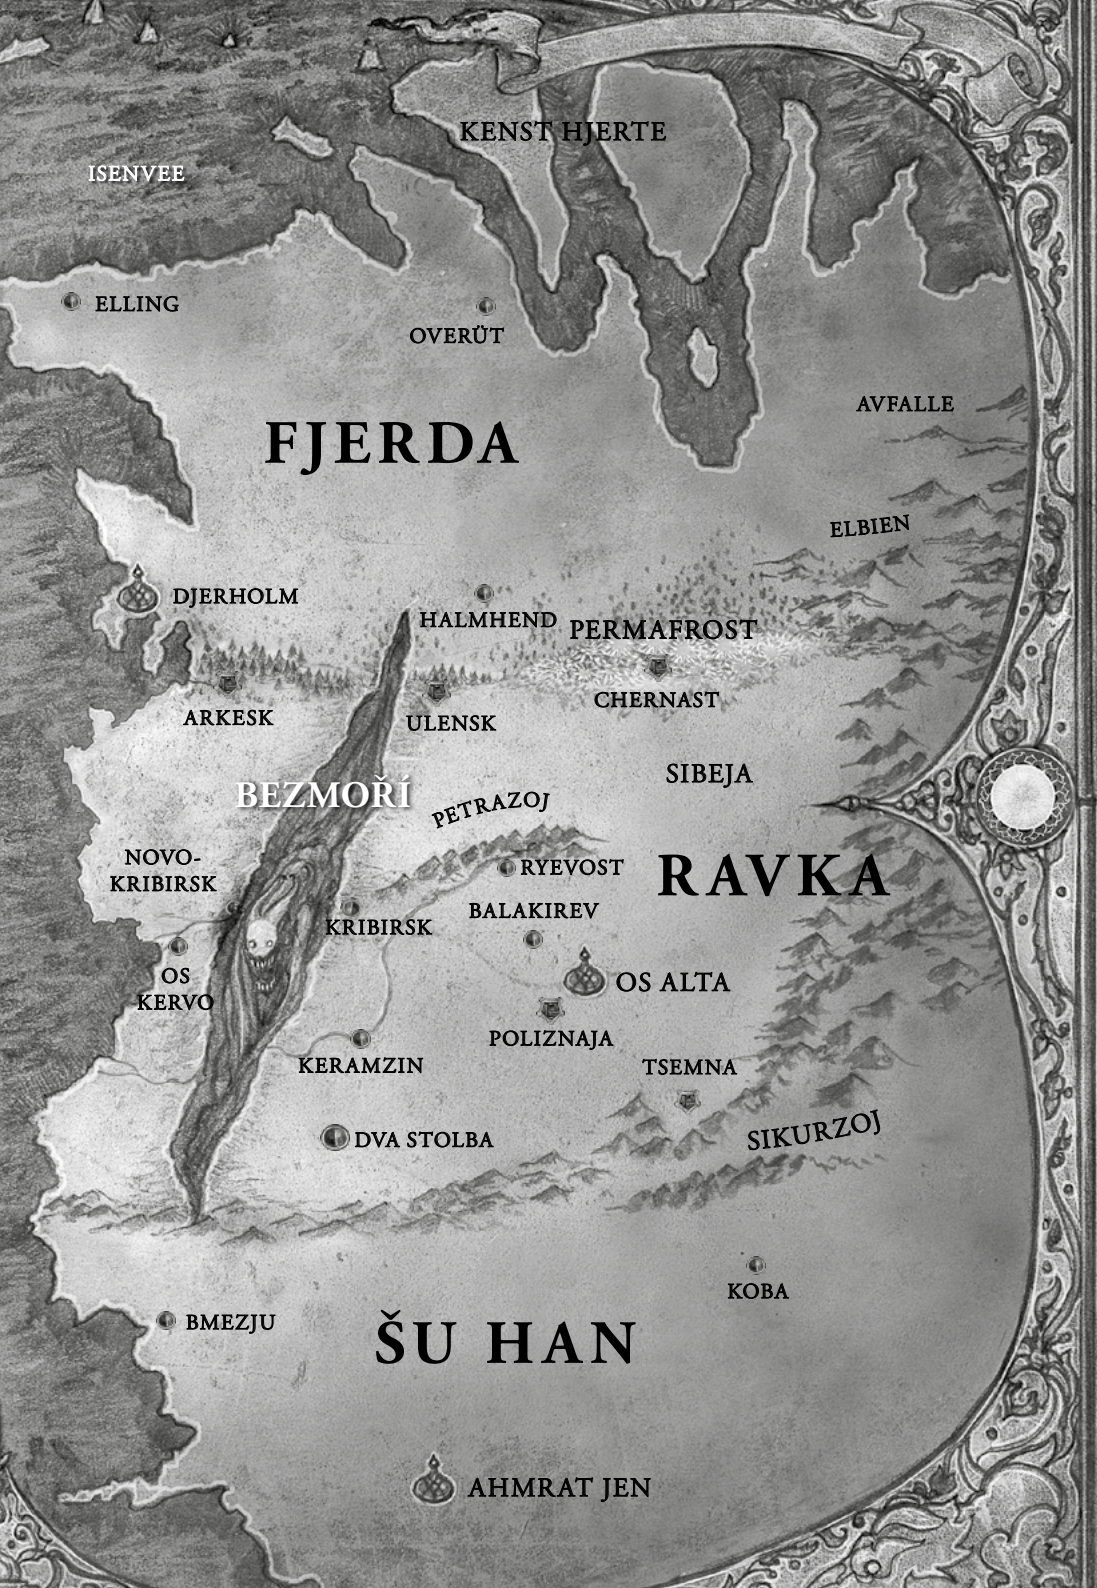 KENST HJERTE
ISENVEE
ELLING
OVERÜT
AVFALLE
FJERDA
ELBIEN
DJERHOLM
HALMHEND
PERMAFROST
CHERNAST
ARKESK
ULENSK
SIBEJA
BEZMOŘÍ
PETRAZOJ
NOVO-
KRIBIRSK
RYEVOST
RAVKA
BALAKIREV
KRIBIRSK
OS
KERVO
OS ALTA
POLIZNAJA
KERAMZIN
TSEMNA
DVA STOLBA
SIKURZOJ
KOBA
BMEZJU
ŠU HAN
AHMRAT JEN